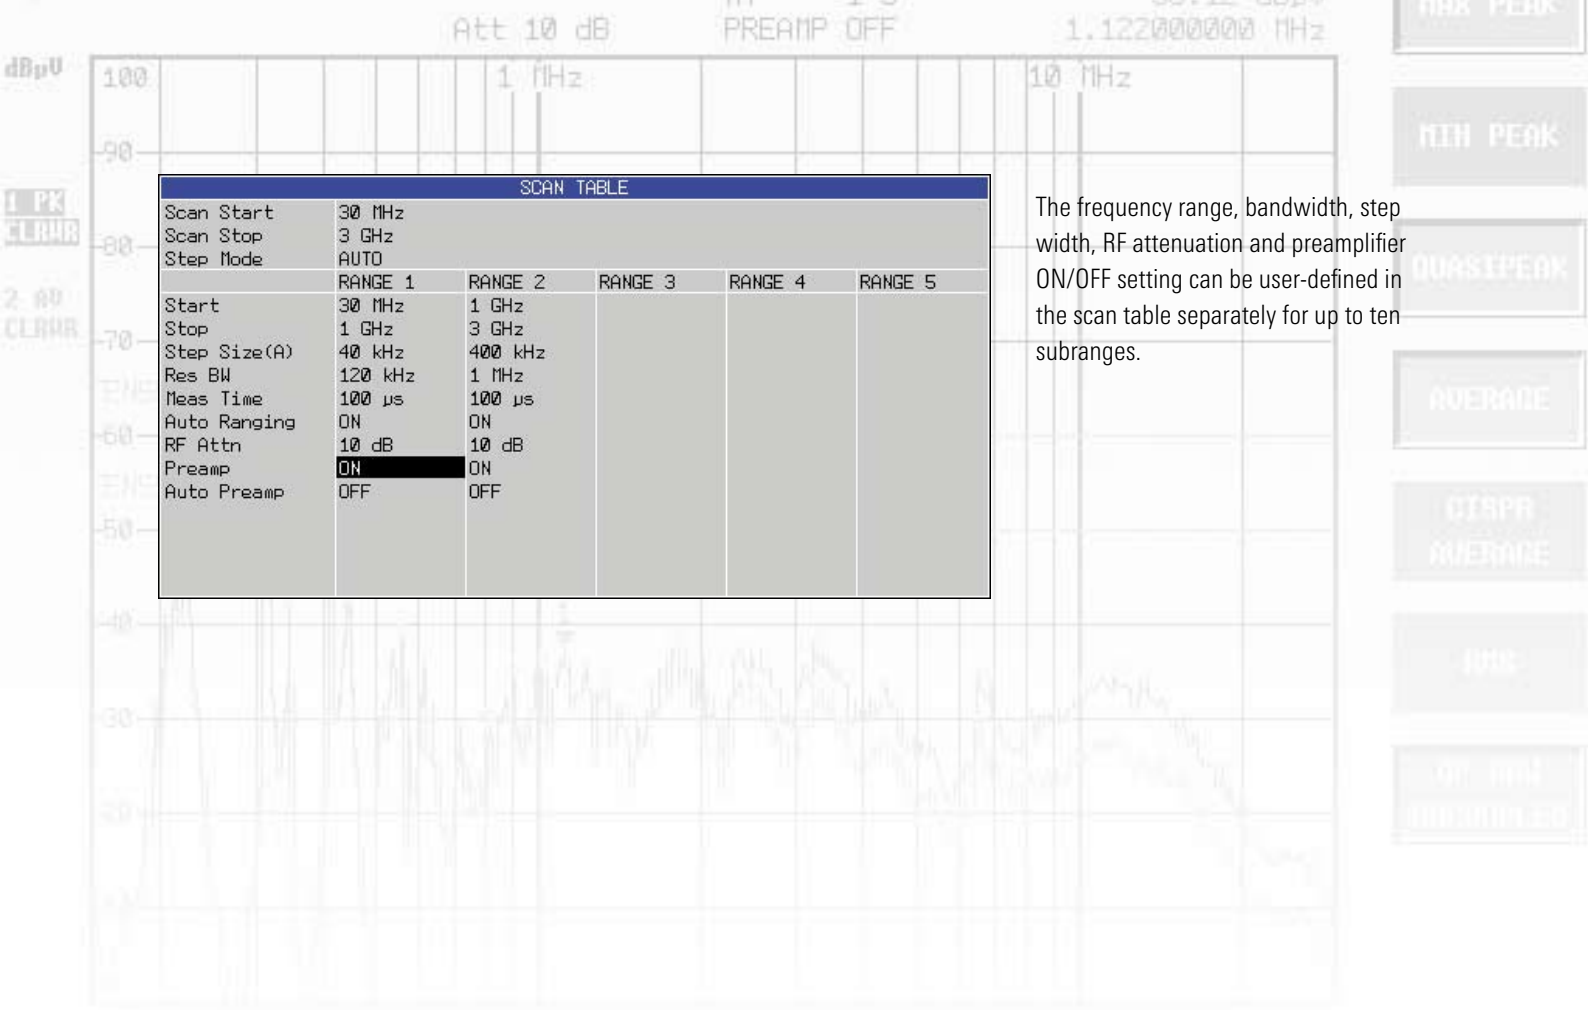 MAX PEAK
Att 10 dB PREAMP OFF 1.122000000 MHz
dBµV
100 1 MHz 10 MHz
MIN PEAK
90
SCAN TABLE
1 PK
CLRWR
Scan Start 30 MHz
Scan Stop 3 GHz
Step Mode AUTO
RANGE 1 RANGE 2 RANGE 3 RANGE 4 RANGE 5
Start 30 MHz 1 GHz
Stop 1 GHz 3 GHz
Step Size(A) 40 kHz 400 kHz
Res BW 120 kHz 1 MHz
Meas Time 100 µs 100 µs
Auto Ranging ON ON
RF Attn 10 dB 10 dB
Preamp ON ON
Auto Preamp OFF OFF
The frequency range, bandwidth, step
width, RF attenuation and preamplifier
ON/OFF setting can be user-defined in
the scan table separately for up to ten
subranges.
80
QUASIPEAK
2 AV
CLRWR
70
AVERAGE
60
50
CISPR
AVERAGE
40
1
RMS
30
20